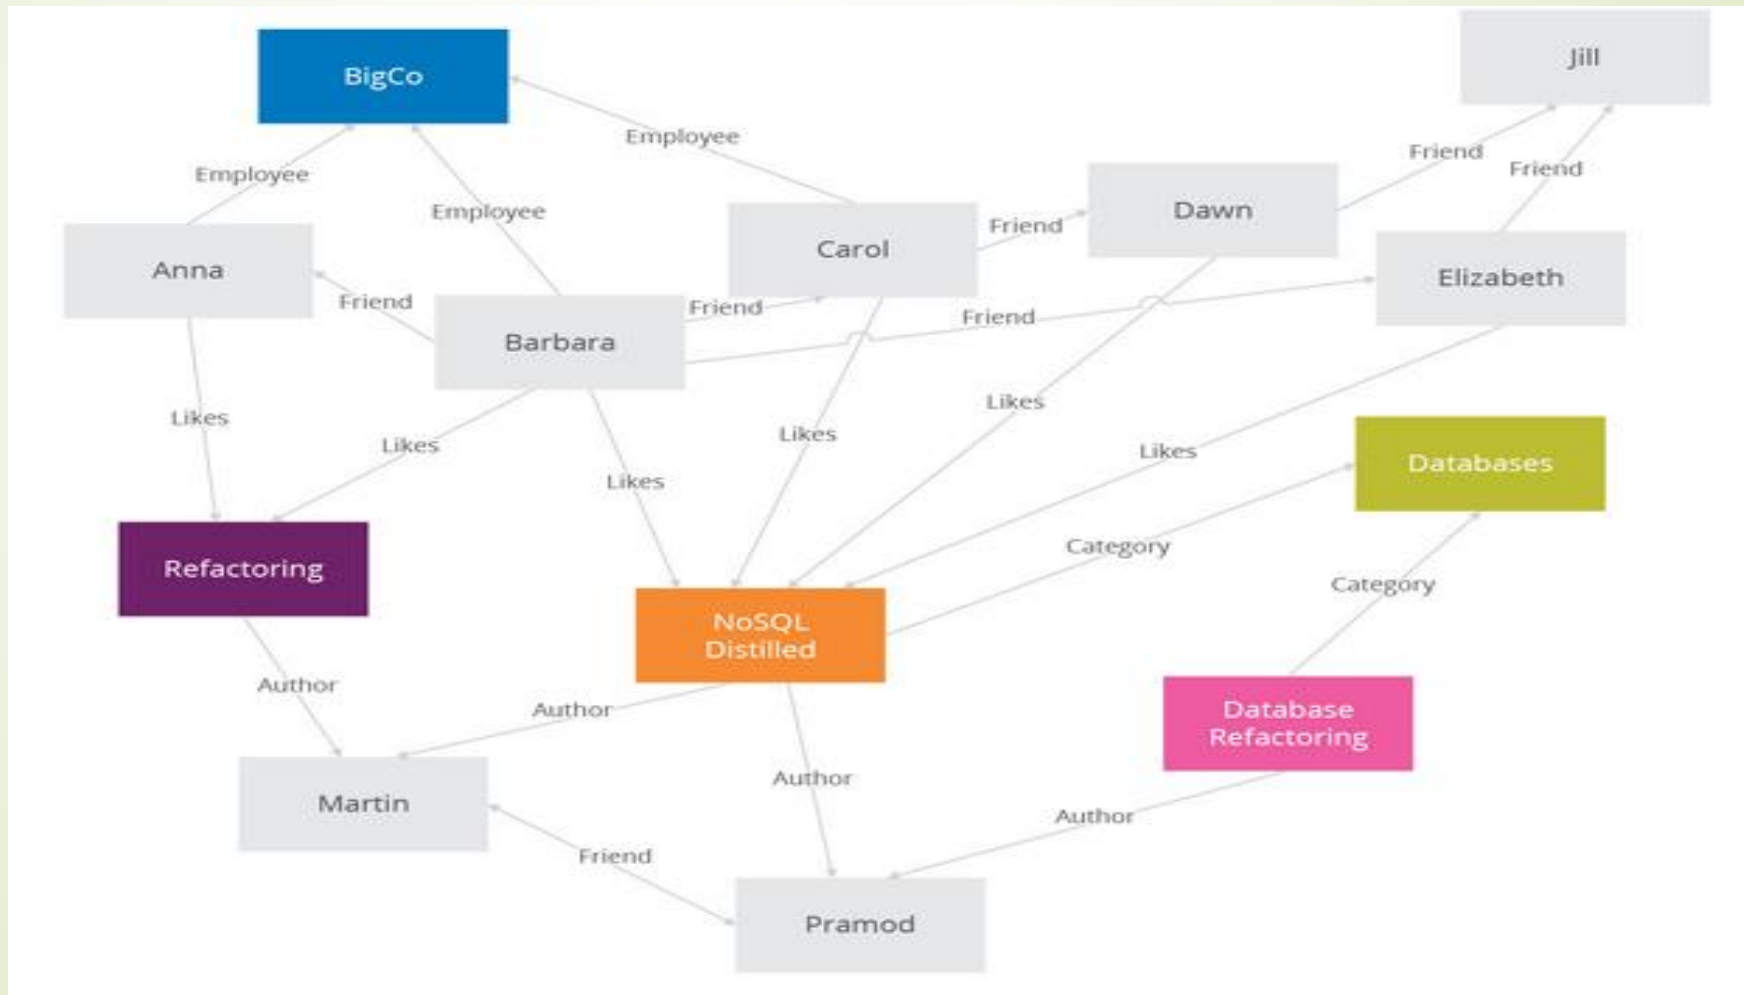 Jill
BigCo
Employee
Friend
Employee
Friend
Dawn
Employee
Friend
Carol
Anna
Elizabeth
Friend
Friend
Friend
Barbara
Likes
Likes
Likes
Likes
Likes
Likes
Databases
Category
Refactoring
Category
NoSQL
Distilled
Author
Author
Database
Refactoring
Author
Martin
Author
Friend
Pramod